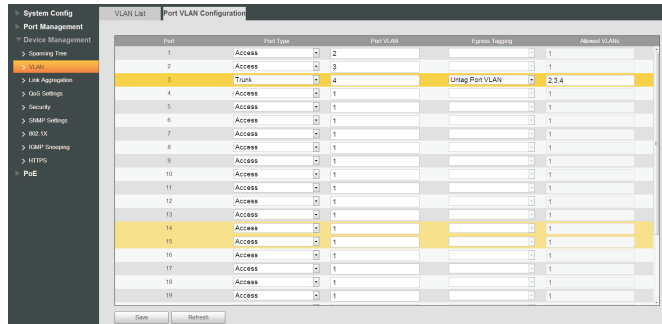 System Config
Port Management
Device Management
Spanning Tree
VLAN
Link Aggregation
QoS Settings
Security
SNMP Settings
802.1X
IGMP Snooping
HTTPS
PoE
VLAN List Port VLAN Configuration
Port Port Type Port VLAN Egress Tagging Allowed VLANs
1 Access 2 1
2 Access 3 1
3 Trunk 4 Untag Port VLAN 2,3,4
4 Access 1 1
5 Access 1 1
6 Access 1 1
7 Access 1 1
8 Access 1 1
9 Access 1 1
10 Access 1 1
11 Access 1 1
12 Access 1 1
13 Access 1 1
14 Access 1 1
15 Access 1 1
16 Access 1 1
17 Access 1 1
18 Access 1 1
19 Access 1 1
Save Refresh